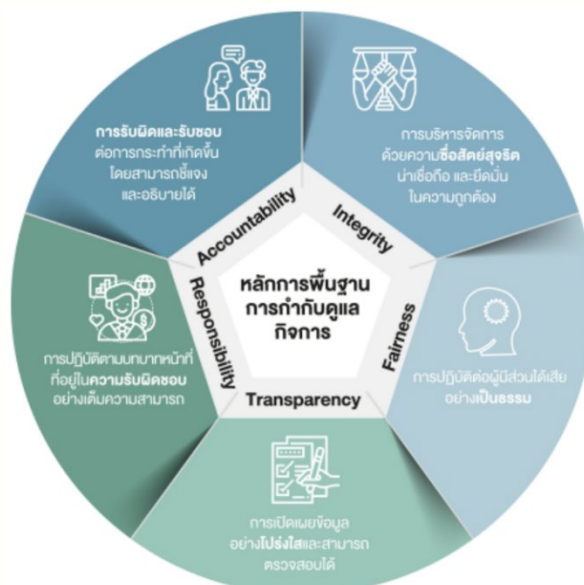 หลักการพื้นฐาน
การกำกับดูแล
กิจการ
Accountability
การรับผิดและรับชอบ
ต่อการกระทำที่เกิดขึ้น
โดยสามารถชี้แจง
และอธิบายได้
Integrity
การบริหารจัดการ
ด้วยความซื่อสัตย์สุจริต
น่าเชื่อถือ และยึดมั่น
ในความถูกต้อง
Fairness
การปฏิบัติต่อผู้มีส่วนได้เสีย
อย่างเป็นธรรม
Transparency
การเปิดเผยข้อมูล
อย่างโปร่งใสและสามารถ
ตรวจสอบได้
Responsibility
การปฏิบัติตามบทบาทหน้าที่
ที่อยู่ในความรับผิดชอบ
อย่างเต็มความสามารถ